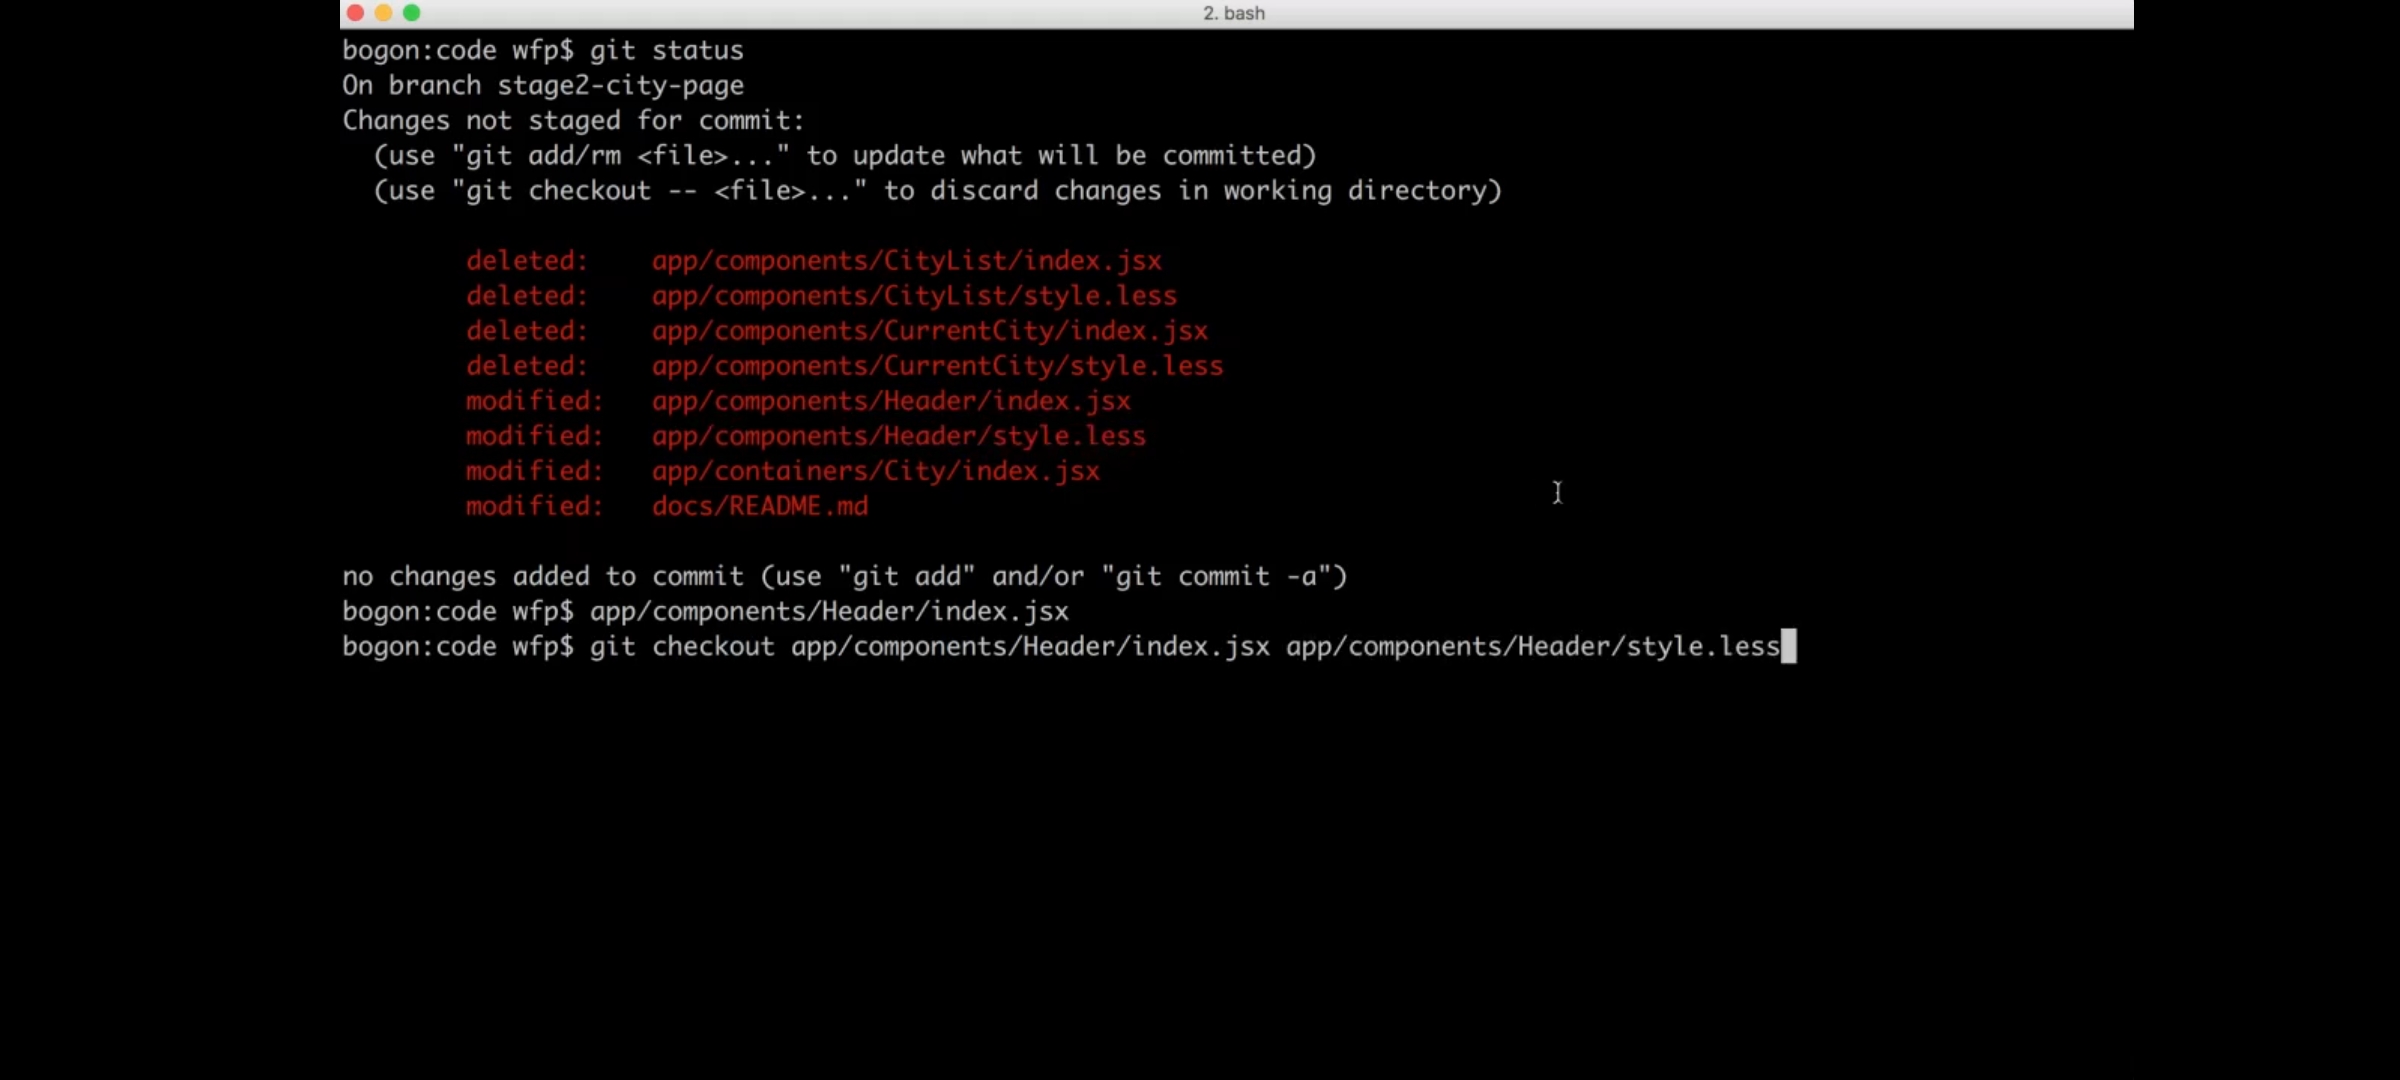 2. bash
bogon:code wfp$ git status
On branch stage2-city-page
Changes not staged for commit:
  (use "git add/rm <file>..." to update what will be committed)
  (use "git checkout -- <file>..." to discard changes in working directory)
deleted:    app/components/CityList/index.jsx
deleted:    app/components/CityList/style.less
deleted:    app/components/CurrentCity/index.jsx
deleted:    app/components/CurrentCity/style.less
modified:   app/components/Header/index.jsx
modified:   app/components/Header/style.less
modified:   app/containers/City/index.jsx
modified:   docs/README.md
no changes added to commit (use "git add" and/or "git commit -a")
bogon:code wfp$ app/components/Header/index.jsx
bogon:code wfp$ git checkout app/components/Header/index.jsx app/components/Header/style.less